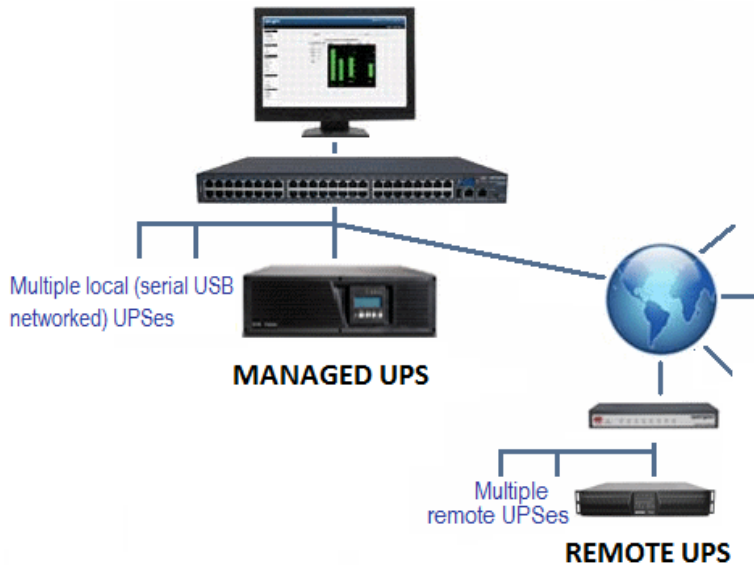 Multiple local (serial USB
networked) UPSes
MANAGED UPS
Multiple
remote UPSes
REMOTE UPS